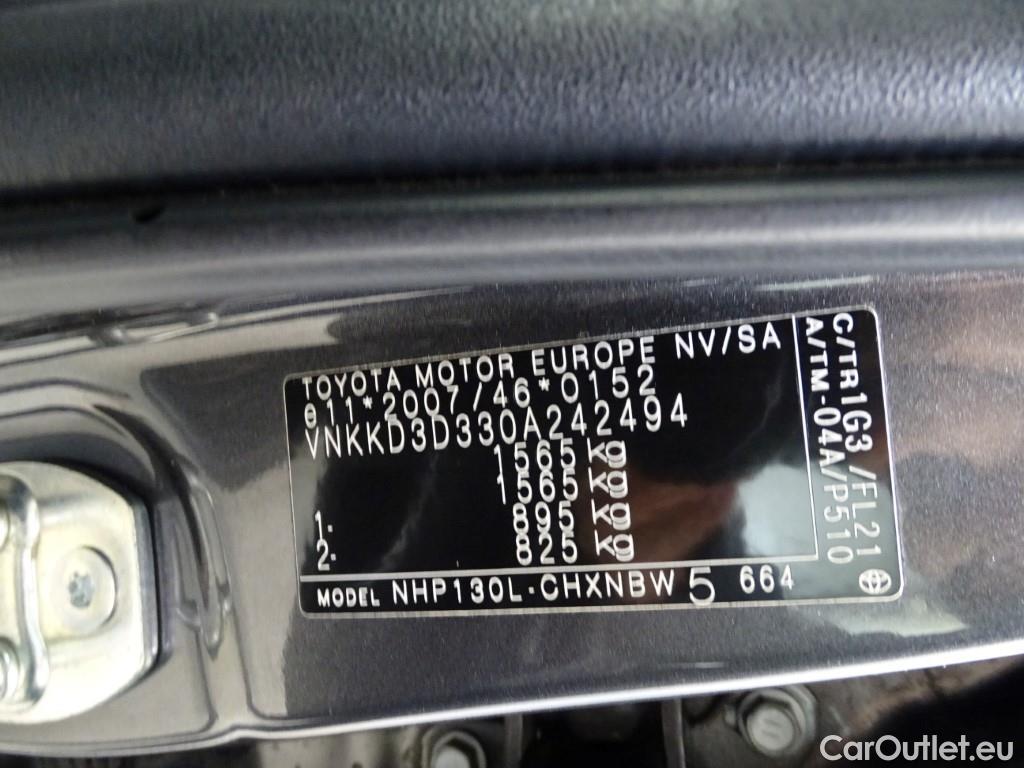 TOYOTA MOTOR EUROPE NV/SA
e11*2007/46*0152
VNKKD3D330A242494
1565 kg
1565 kg
1. 895 kg
2. 825 kg
MODEL NHP130L-CHXNBW 5 664
C/TR1G3 /FL21
A/TM-04A/P510
CarOutlet.eu